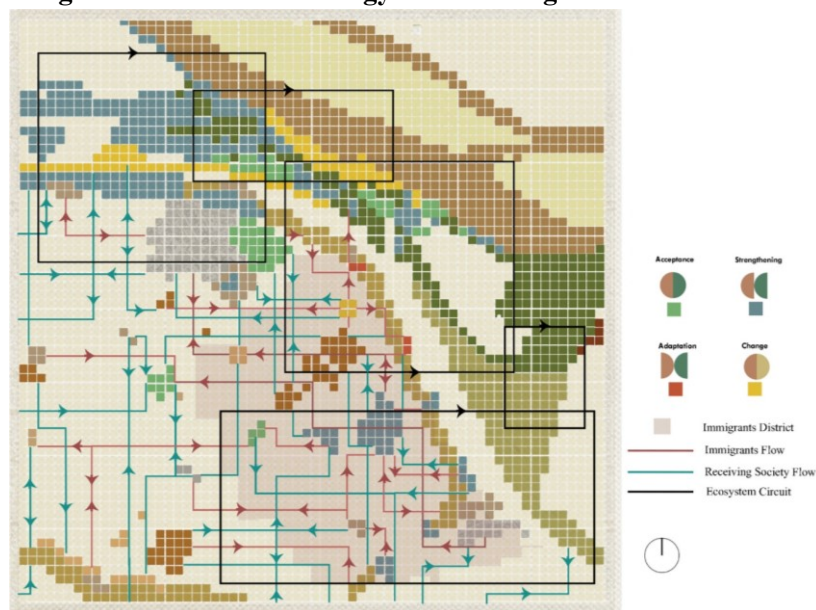 Acceptance Strengthening
Adaptation Change
Immigrants District
Immigrants Flow
Receiving Society Flow
Ecosystem Circuit